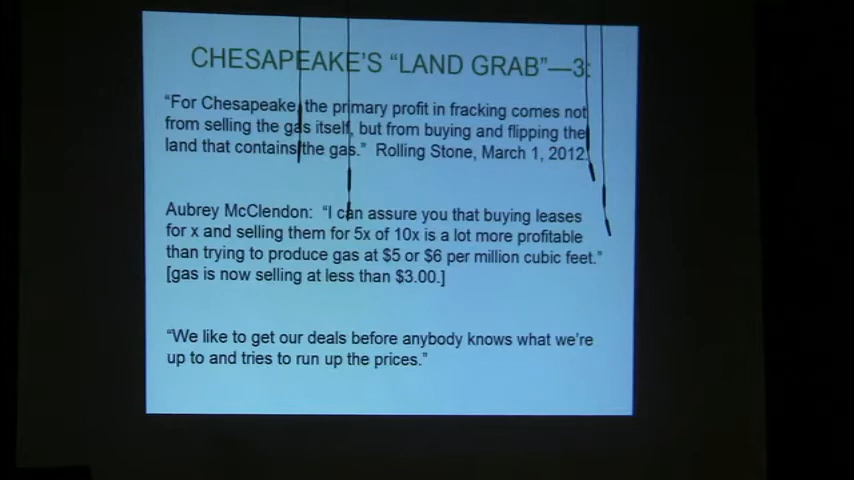 CHESAPEAKE'S “LAND GRAB”—3:
“For Chesapeake, the primary profit in fracking comes not
from selling the gas itself, but from buying and flipping the
land that contains the gas.” Rolling Stone, March 1, 2012.
Aubrey McClendon: “I can assure you that buying leases
for x and selling them for 5x of 10x is a lot more profitable
than trying to produce gas at $5 or $6 per million cubic feet.”
[gas is now selling at less than $3.00.]
“We like to get our deals before anybody knows what we're
up to and tries to run up the prices.”